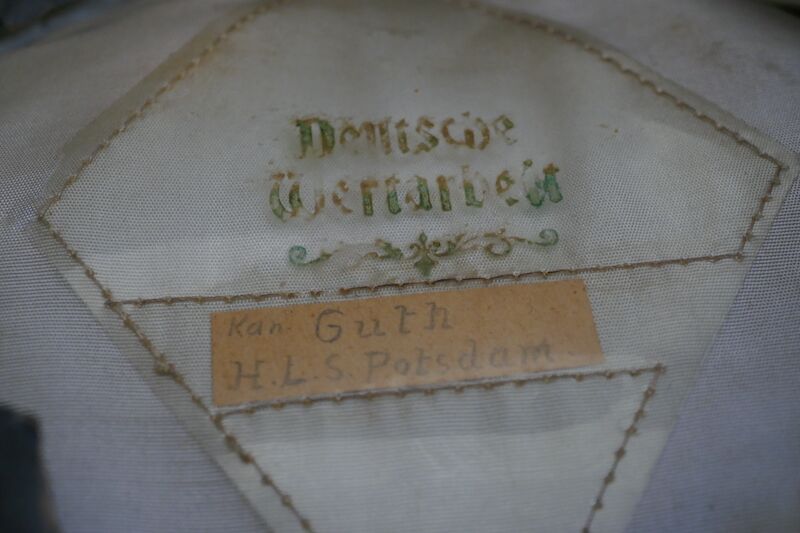 Deutsche
Wertarbeit
Kan. Guth
H.L.S. Potsdam